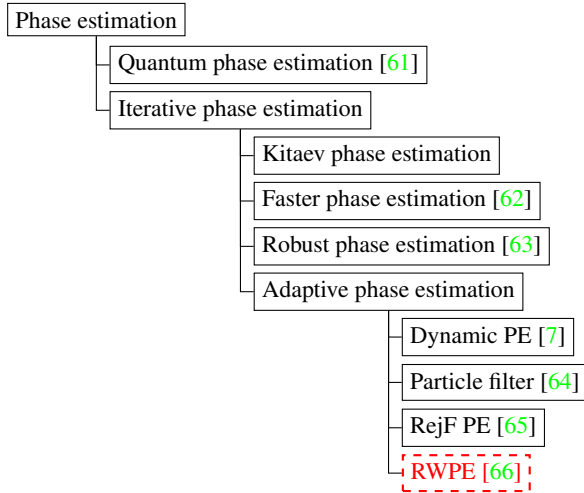 Phase estimation
Quantum phase estimation [61]
Iterative phase estimation
Kitaev phase estimation
Faster phase estimation [62]
Robust phase estimation [63]
Adaptive phase estimation
Dynamic PE [7]
Particle filter [64]
RejF PE [65]
RWPE [66]